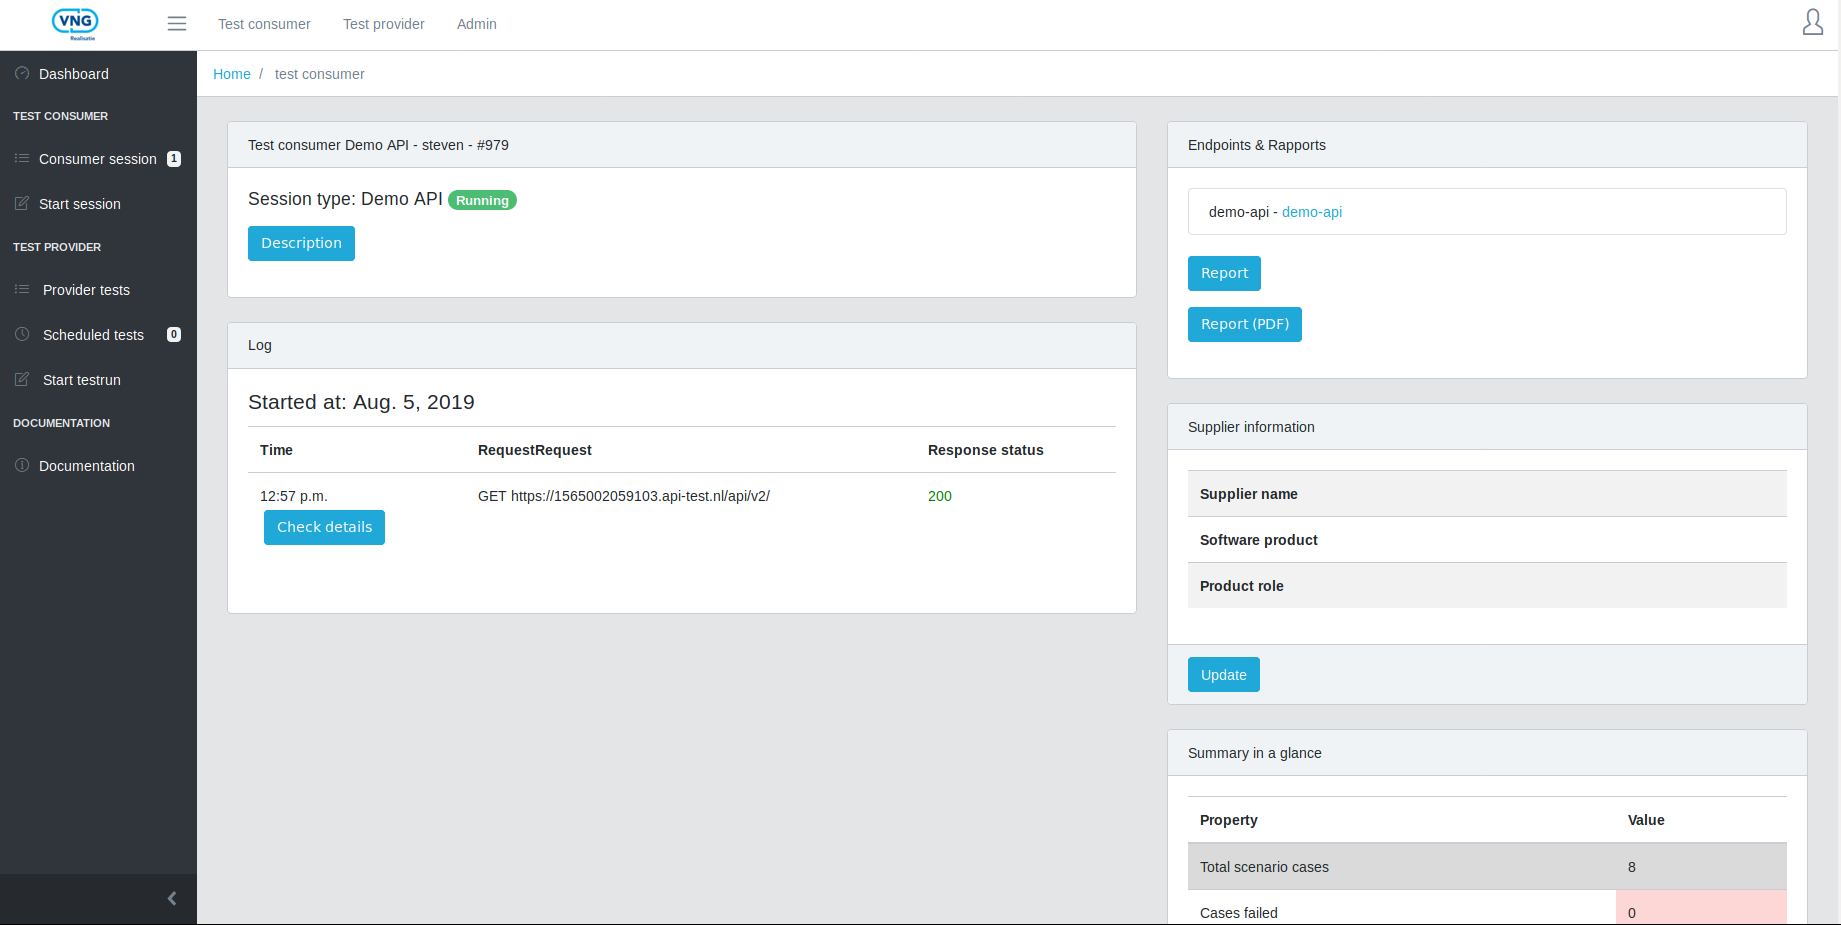 VNG
Realisatie
Test consumer
Test provider
Admin
Dashboard
TEST CONSUMER
Consumer session 1
Start session
TEST PROVIDER
Provider tests
Scheduled tests 0
Start testrun
DOCUMENTATION
Documentation
Home / test consumer
Test consumer Demo API - steven - #979
Session type: Demo API Running
Description
Log
Started at: Aug. 5, 2019
Time RequestRequest Response status
12:57 p.m. GET https://1565002059103.api-test.nl/api/v2/ 200
Check details
Endpoints & Rapports
demo-api - demo-api
Report
Report (PDF)
Supplier information
Supplier name
Software product
Product role
Update
Summary in a glance
Property Value
Total scenario cases 8
Cases failed 0